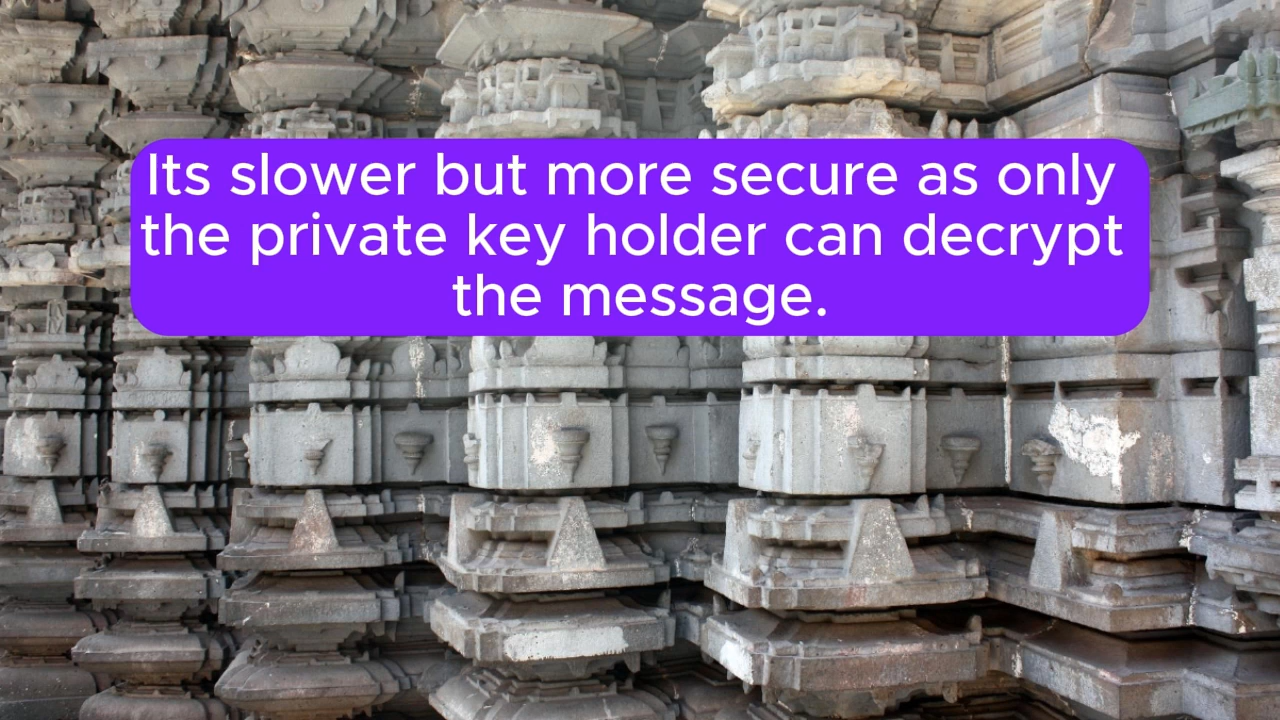 Its slower but more secure as only
the private key holder can decrypt
the message.